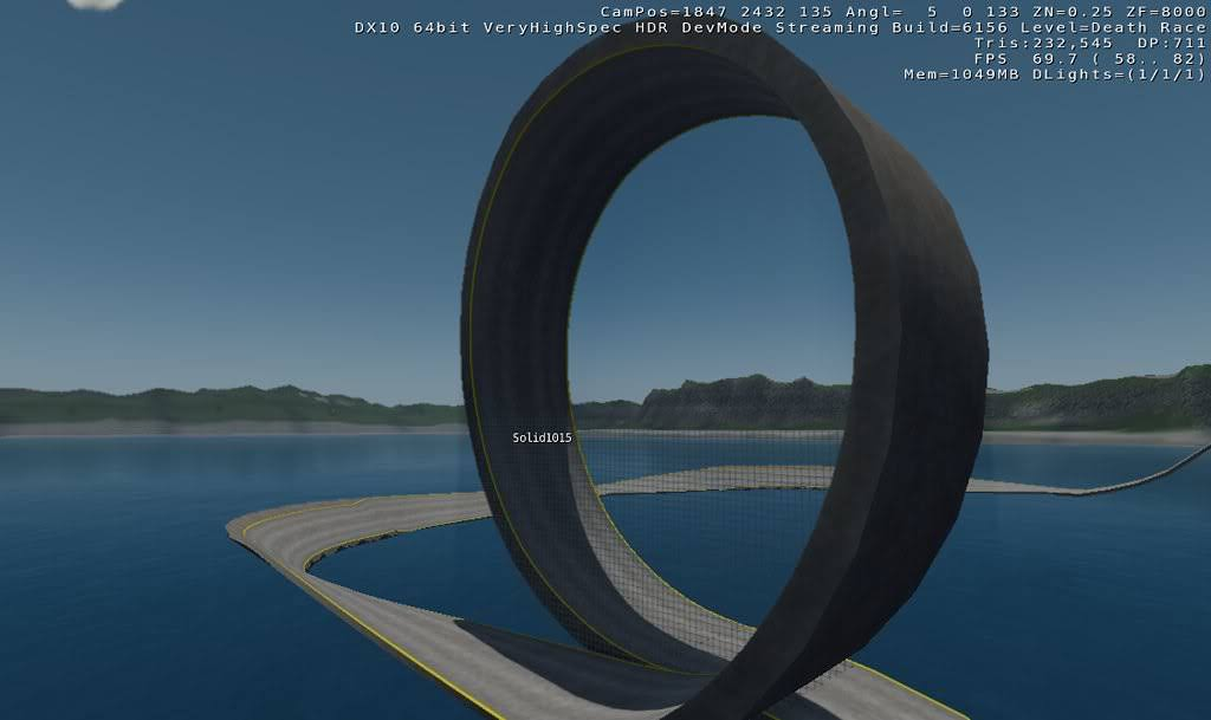 CamPos=1847 2432 135 Angl=  5  0 133 ZN=0.25 ZF=8000
DX10 64bit VeryHighSpec HDR DevMode Streaming Build=6156 Level=Death Race
Tris:232,545  DP:711
FPS  69.7 ( 58.. 82)
Mem=1049MB DLights=(1/1/1)
Solid1015